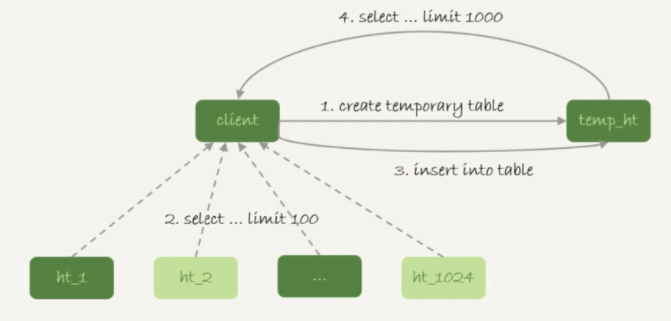 4. select ... limit 1000
client
1. create temporary table
temp_ht
3. insert into table
2. select ... limit 100
ht_1
ht_2
...
ht_1024